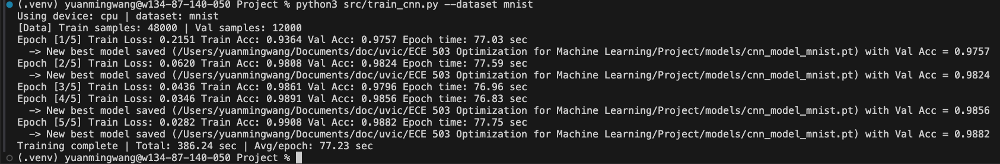 (.venv) yuanmingwang@w134-87-140-050 Project % python3 src/train_cnn.py --dataset mnist
Using device: cpu | dataset: mnist
[Data] Train samples: 48000 | Val samples: 12000
Epoch [1/5] Train Loss: 0.2151 Train Acc: 0.9364 Val Acc: 0.9757 Epoch time: 77.03 sec
  -> New best model saved (/Users/yuanmingwang/Documents/doc/uvic/ECE 503 Optimization for Machine Learning/Project/models/cnn_model_mnist.pt) with Val Acc = 0.9757
Epoch [2/5] Train Loss: 0.0620 Train Acc: 0.9808 Val Acc: 0.9824 Epoch time: 77.59 sec
  -> New best model saved (/Users/yuanmingwang/Documents/doc/uvic/ECE 503 Optimization for Machine Learning/Project/models/cnn_model_mnist.pt) with Val Acc = 0.9824
Epoch [3/5] Train Loss: 0.0436 Train Acc: 0.9861 Val Acc: 0.9796 Epoch time: 76.96 sec
Epoch [4/5] Train Loss: 0.0346 Train Acc: 0.9891 Val Acc: 0.9856 Epoch time: 76.83 sec
  -> New best model saved (/Users/yuanmingwang/Documents/doc/uvic/ECE 503 Optimization for Machine Learning/Project/models/cnn_model_mnist.pt) with Val Acc = 0.9856
Epoch [5/5] Train Loss: 0.0282 Train Acc: 0.9908 Val Acc: 0.9882 Epoch time: 77.75 sec
  -> New best model saved (/Users/yuanmingwang/Documents/doc/uvic/ECE 503 Optimization for Machine Learning/Project/models/cnn_model_mnist.pt) with Val Acc = 0.9882
Training complete | Total: 386.24 sec | Avg/epoch: 77.23 sec
(.venv) yuanmingwang@w134-87-140-050 Project %